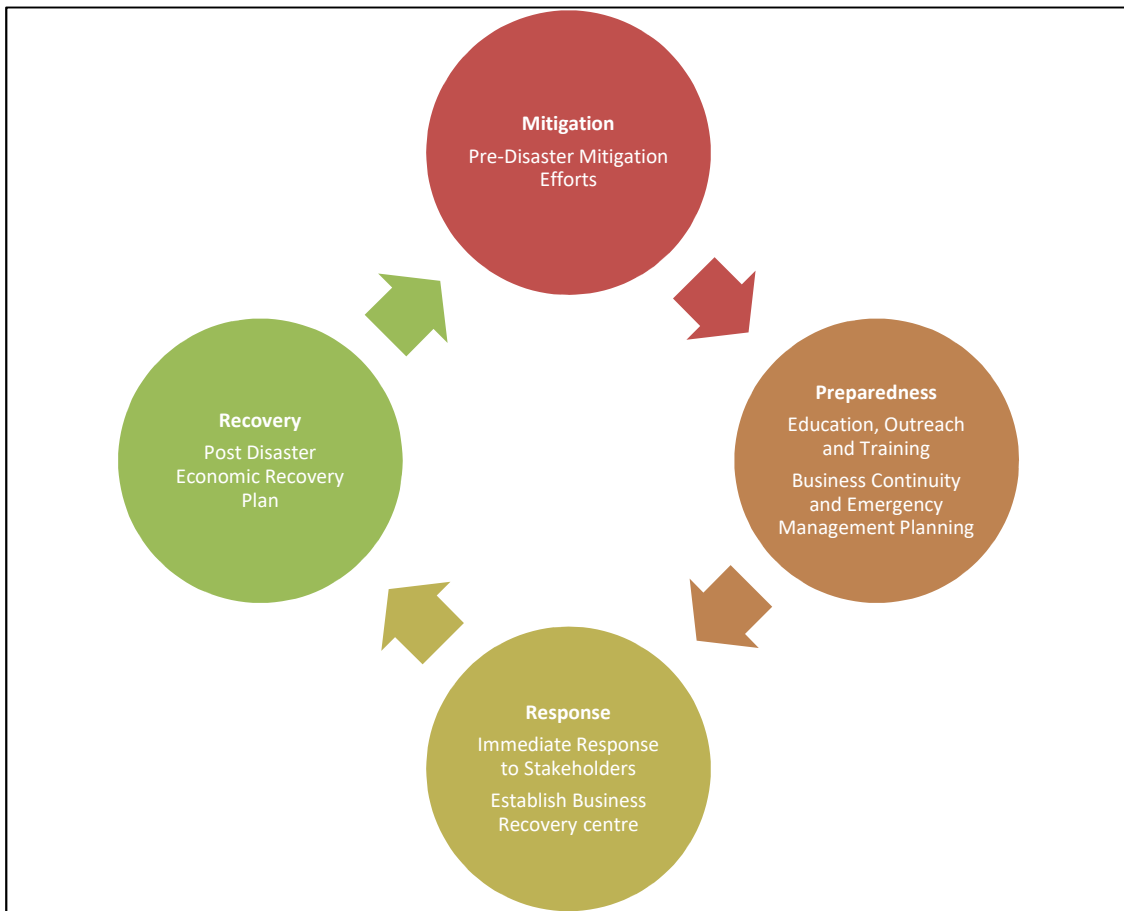 Mitigation
Pre-Disaster Mitigation
Efforts
Preparedness
Education, Outreach
and Training
Business Continuity
and Emergency
Management Planning
Response
Immediate Response
to Stakeholders
Establish Business
Recovery centre
Recovery
Post Disaster
Economic Recovery
Plan